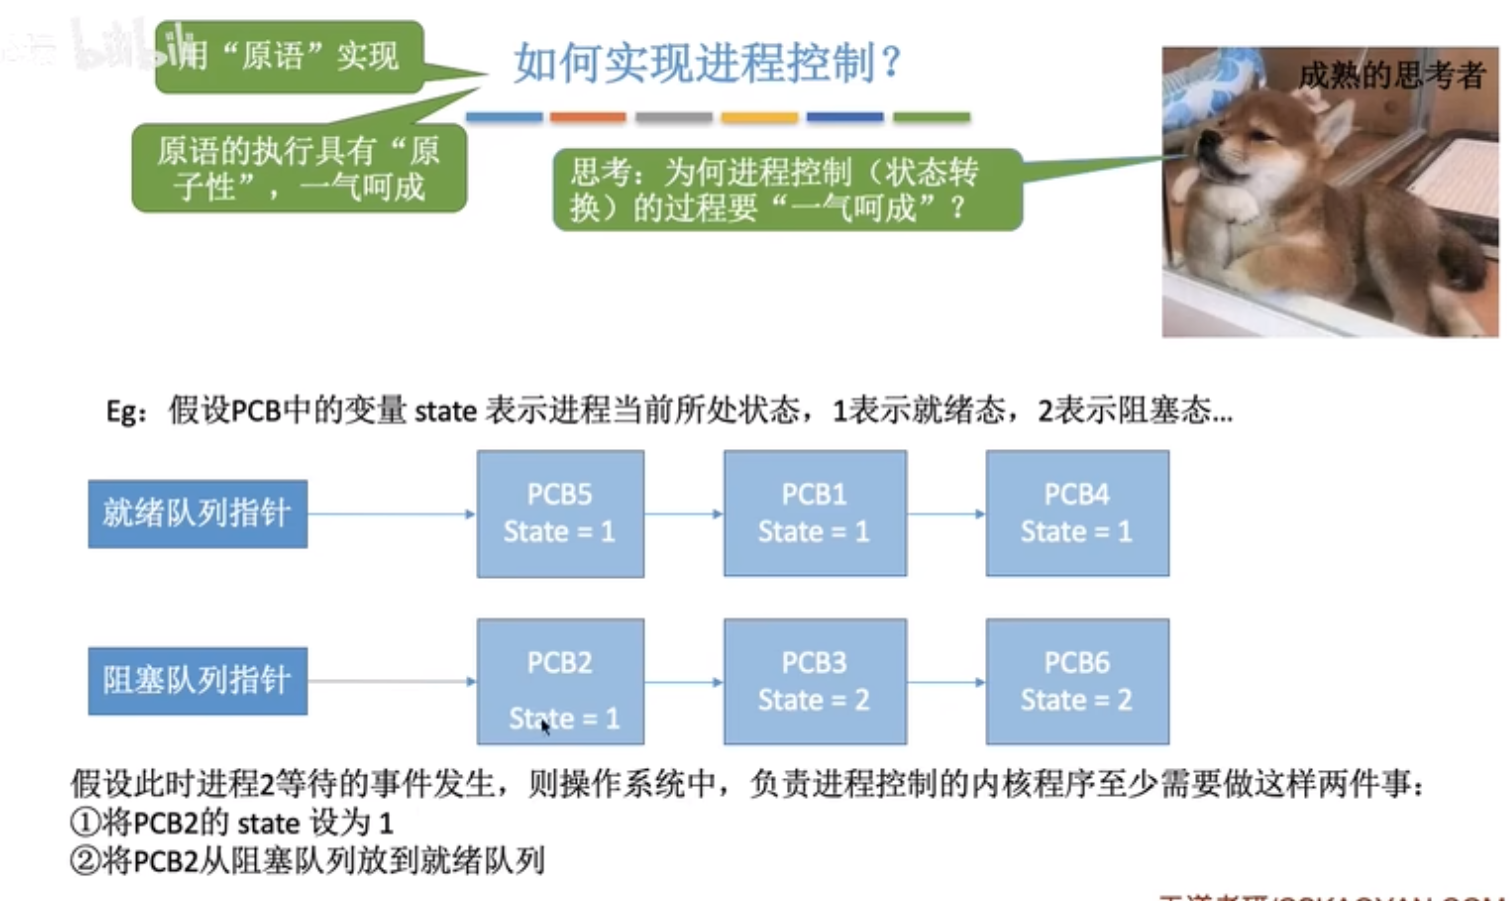 用“原语”实现
如何实现进程控制？
成熟的思考者
原语的执行具有“原
子性”，一气呵成
思考：为何进程控制（状态转
换）的过程要“一气呵成”？
Eg：假设PCB中的变量 state 表示进程当前所处状态，1表示就绪态，2表示阻塞态...
就绪队列指针
PCB5
State = 1
PCB1
State = 1
PCB4
State = 1
阻塞队列指针
PCB2
State = 1
PCB3
State = 2
PCB6
State = 2
假设此时进程2等待的事件发生，则操作系统中，负责进程控制的内核程序至少需要做这样两件事：
①将PCB2的 state 设为 1
②将PCB2从阻塞队列放到就绪队列